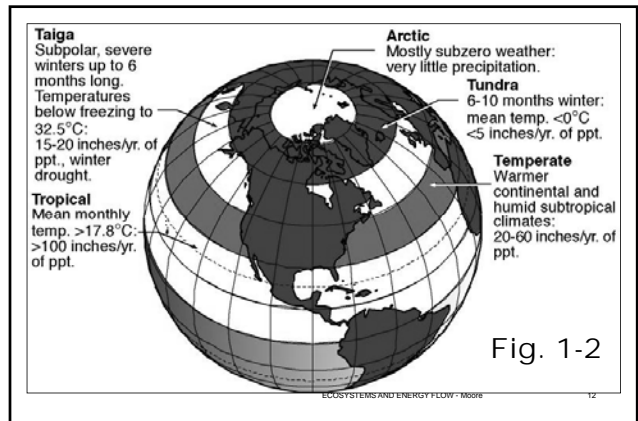 Taiga
Subpolar, severe
winters up to 6
months long.
Temperatures
below freezing to
32.5°C:
15-20 inches/yr. of
ppt., winter
drought.
Tropical
Mean monthly
temp. >17.8°C:
>100 inches/yr.
of ppt.
Arctic
Mostly subzero weather:
very little precipitation.
Tundra
6-10 months winter:
mean temp. <0°C
<5 inches/yr. of ppt.
Temperate
Warmer
continental and
humid subtropical
climates:
20-60 inches/yr. of
ppt.
Fig. 1-2
ECOSYSTEMS AND ENERGY FLOW - Moore
12